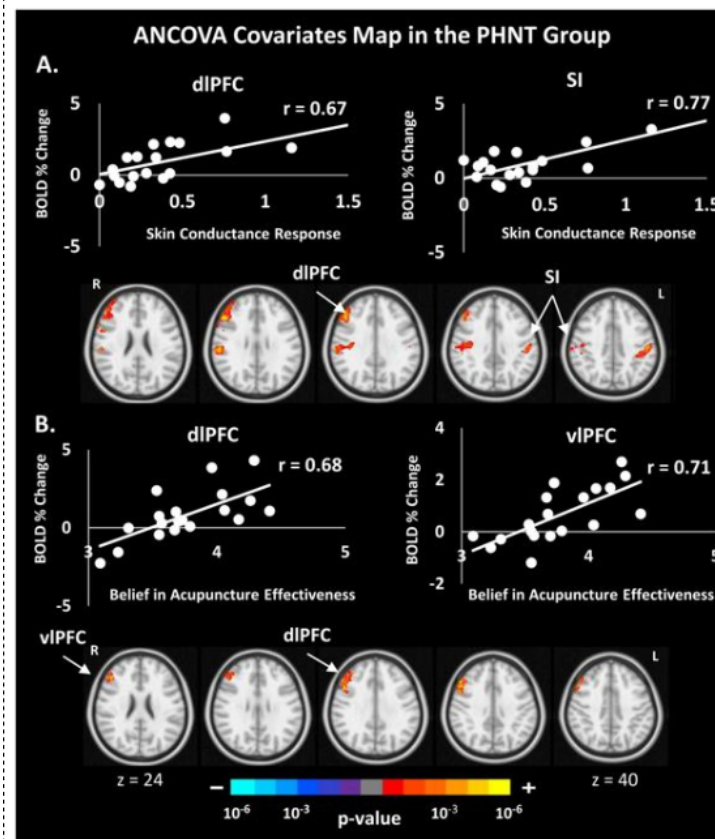 ANCOVA Covariates Map in the PHNT Group
A.
dlPFC
5
r = 0.67
BOLD % Change
0
0
0.5
1
1.5
-5
Skin Conductance Response
SI
5
r = 0.77
BOLD % Change
0
0
0.5
1
1.5
-5
Skin Conductance Response
dlPFC
SI
R
L
B.
dlPFC
5
r = 0.68
BOLD % Change
0
3
4
5
-5
Belief in Acupuncture Effectiveness
vlPFC
4
r = 0.71
2
BOLD % Change
0
3
4
5
-2
Belief in Acupuncture Effectiveness
vlPFC
dlPFC
R
L
z = 24
− +
z = 40
10-6 10-3 10-3 10-6
p-value